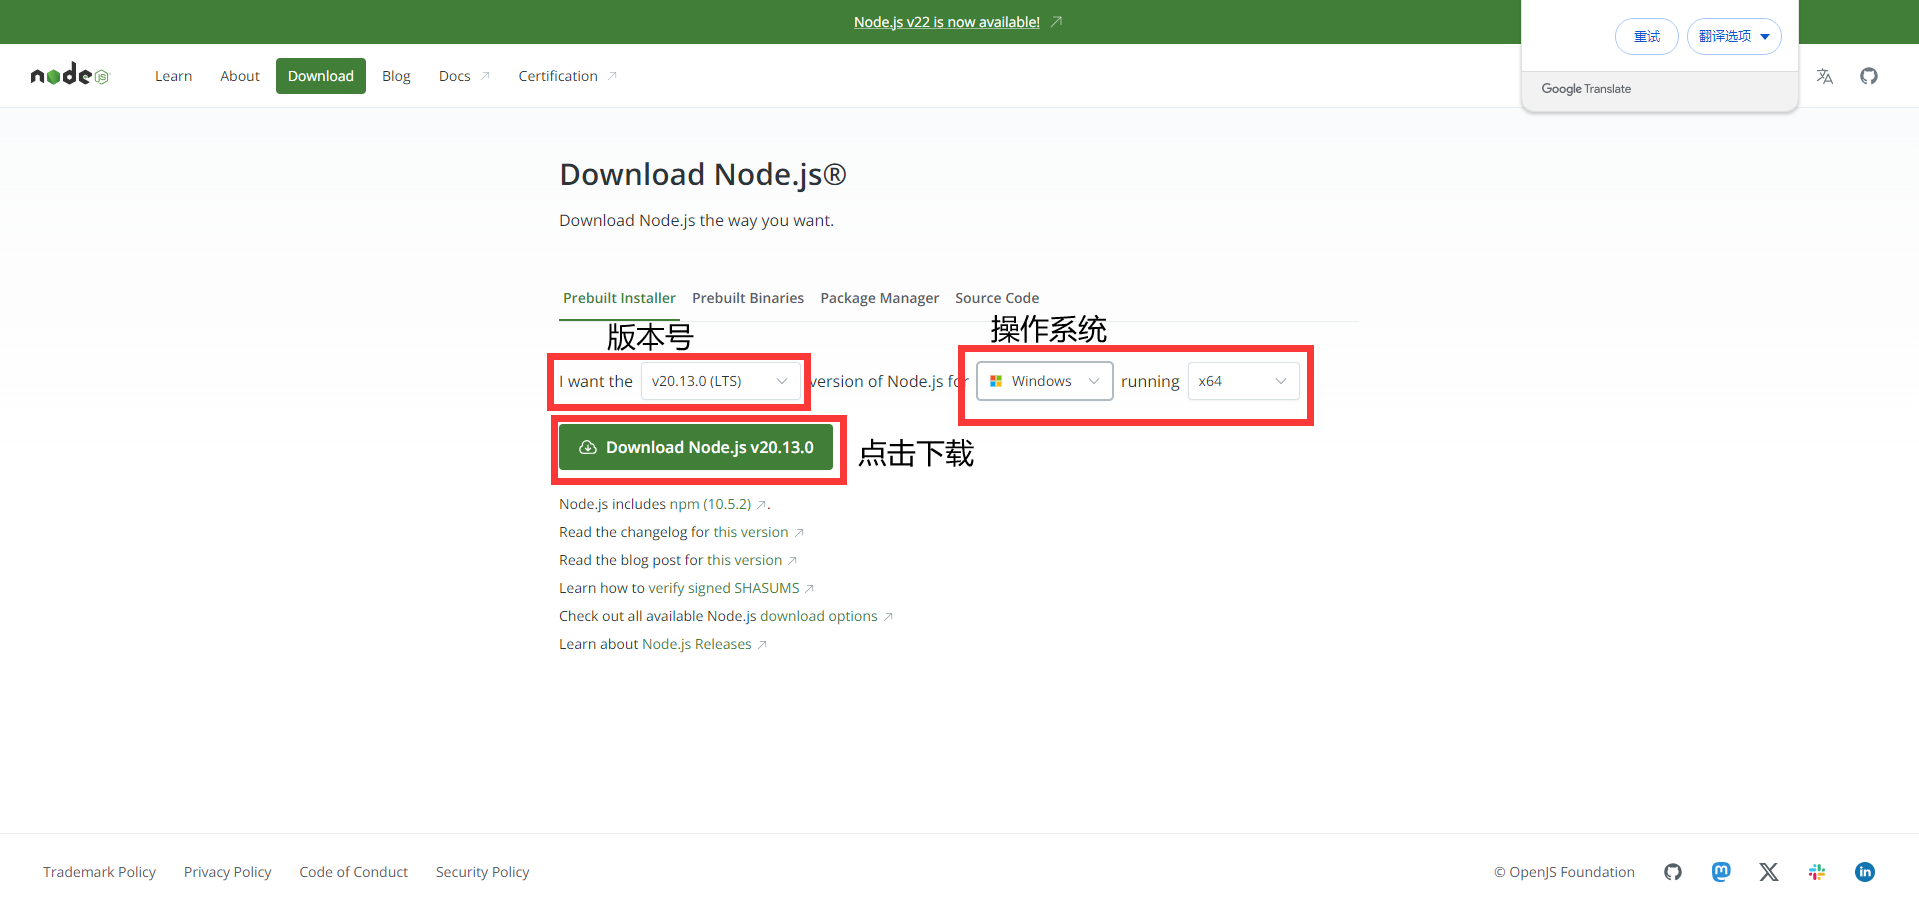 Node.js v22 is now available!
重试 翻译选项
Google Translate
node JS
Learn About Download Blog Docs Certification
Download Node.js®
Download Node.js the way you want.
Prebuilt Installer Prebuilt Binaries Package Manager Source Code
版本号 操作系统
I want the v20.13.0 (LTS) version of Node.js for Windows running x64
Download Node.js v20.13.0 点击下载
Node.js includes npm (10.5.2) .
Read the changelog for this version
Read the blog post for this version
Learn how to verify signed SHASUMS
Check out all available Node.js download options
Learn about Node.js Releases
Trademark Policy Privacy Policy Code of Conduct Security Policy © OpenJS Foundation